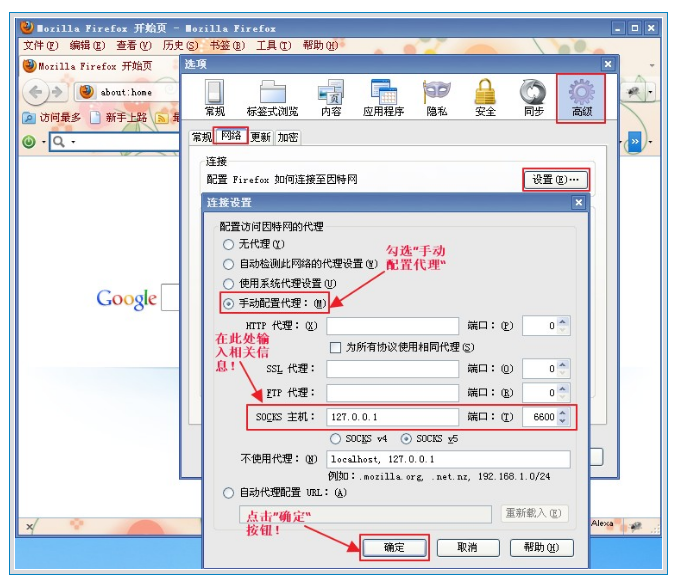 Mozilla Firefox 开始页 - Mozilla Firefox
文件(F) 编辑(E) 查看(V) 历史(S) 书签(B) 工具(T) 帮助(H)
Mozilla Firefox 开始页
选项
about:home
常规 标签式浏览 内容 应用程序 隐私 安全 同步 高级
访问最多 新手上路
常规 网络 更新 加密
连接
配置 Firefox 如何连接至因特网
设置(E)…
连接设置
配置访问因特网的代理
无代理(Y)
勾选"手动
配置代理"
自动检测此网络的代理设置(W)
使用系统代理设置(U)
手动配置代理：(M)
Google
HTTP 代理：(X) 端口：(P) 0
在此处输
入相关信
息！
为所有协议使用相同代理(S)
SSL 代理： 端口：(O) 0
FTP 代理： 端口：(R) 0
SOCKS 主机： 127.0.0.1 端口：(T) 6600
SOCKS v4 SOCKS v5
不使用代理：(N) localhost, 127.0.0.1
例如：.mozilla.org, .net.nz, 192.168.1.0/24
自动代理配置 URL：(A)
重新载入(E)
点击"确定"
按钮！
Alexa
确定 取消 帮助(H)